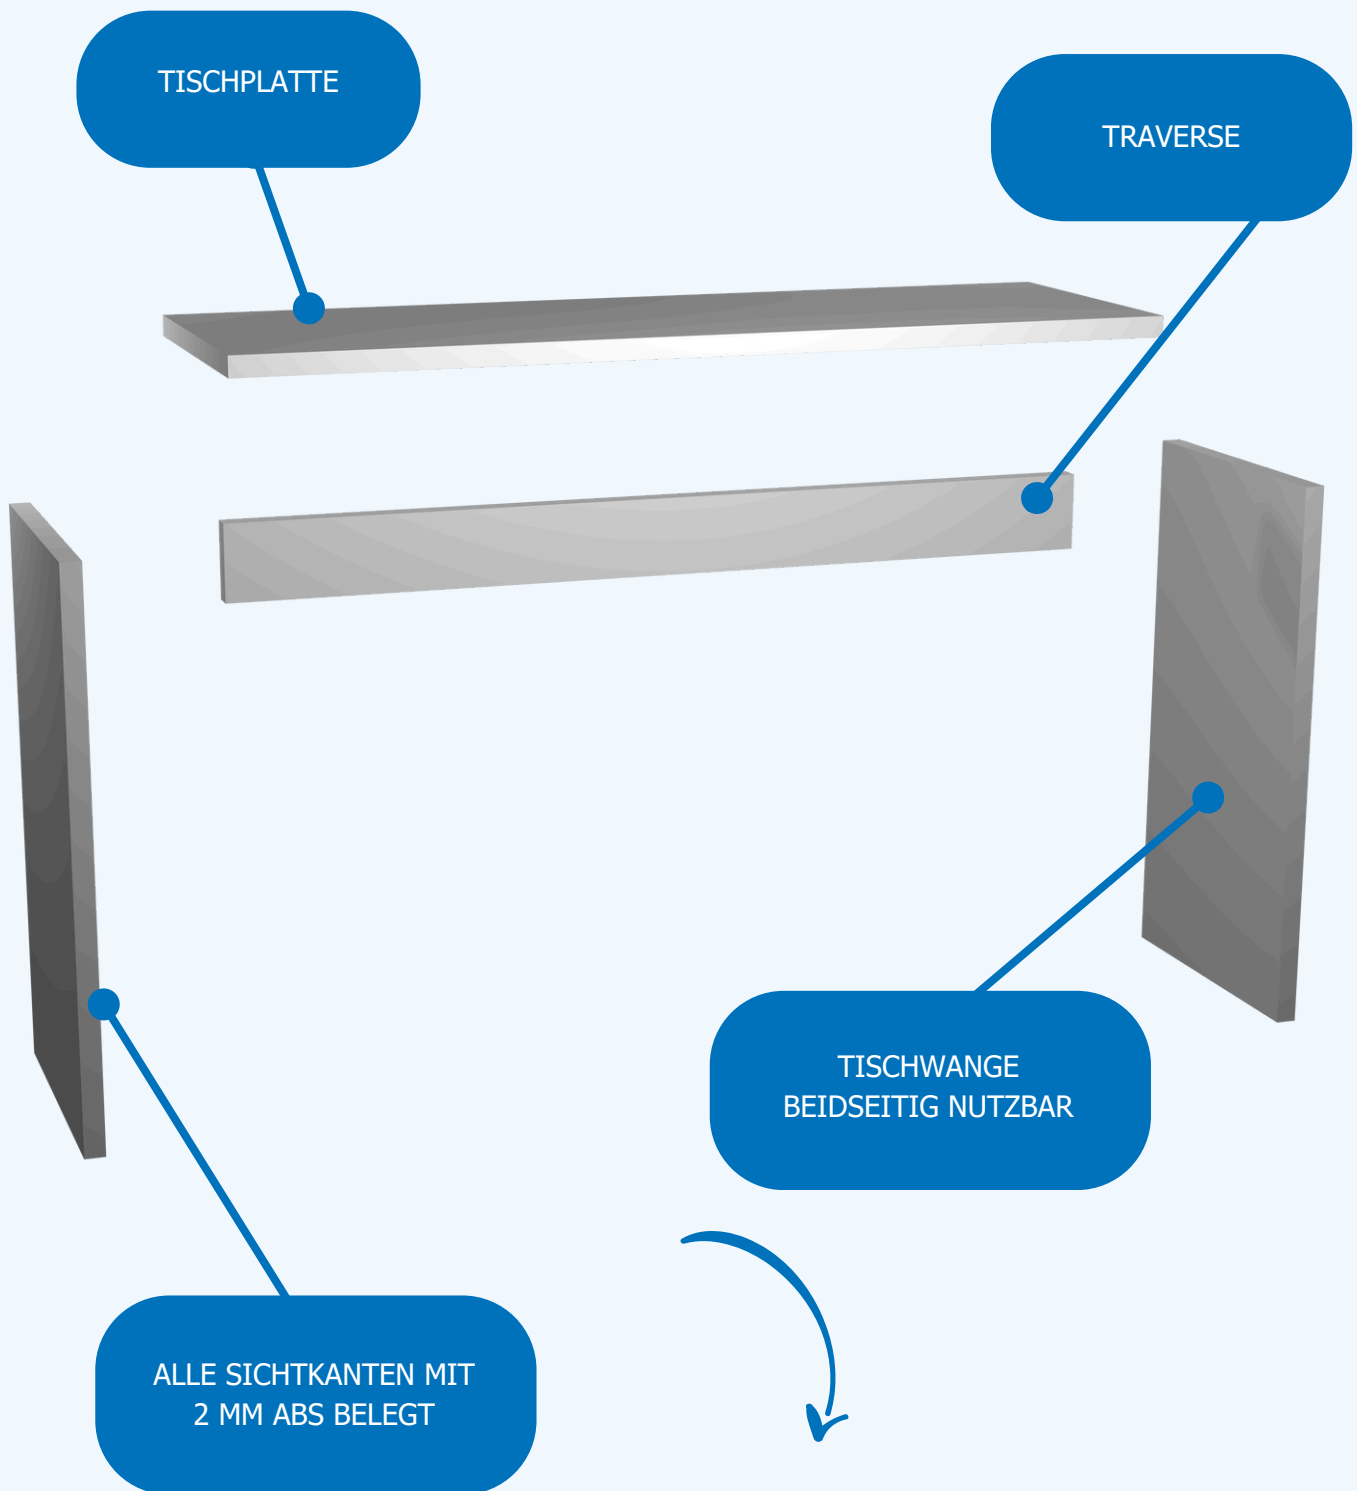 TISCHPLATTE
TRAVERSE
TISCHWANGE
BEIDSEITIG NUTZBAR
ALLE SICHTKANTEN MIT
2 MM ABS BELEGT